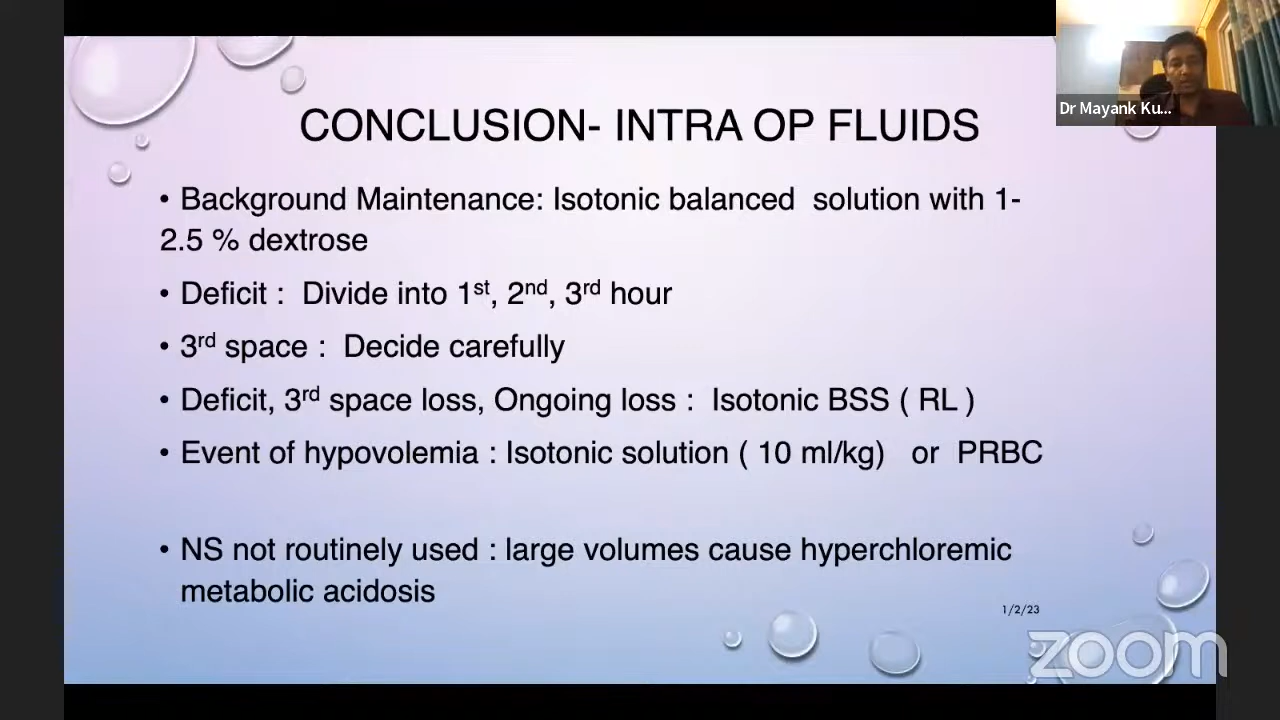 Dr Mayank Ku...
CONCLUSION- INTRA OP FLUIDS
• Background Maintenance: Isotonic balanced  solution with 1-
2.5 % dextrose
• Deficit :  Divide into 1st, 2nd, 3rd hour
• 3rd space :  Decide carefully
• Deficit, 3rd space loss, Ongoing loss :  Isotonic BSS ( RL )
• Event of hypovolemia : Isotonic solution ( 10 ml/kg)   or  PRBC
• NS not routinely used : large volumes cause hyperchloremic
metabolic acidosis
1/2/23
zoom